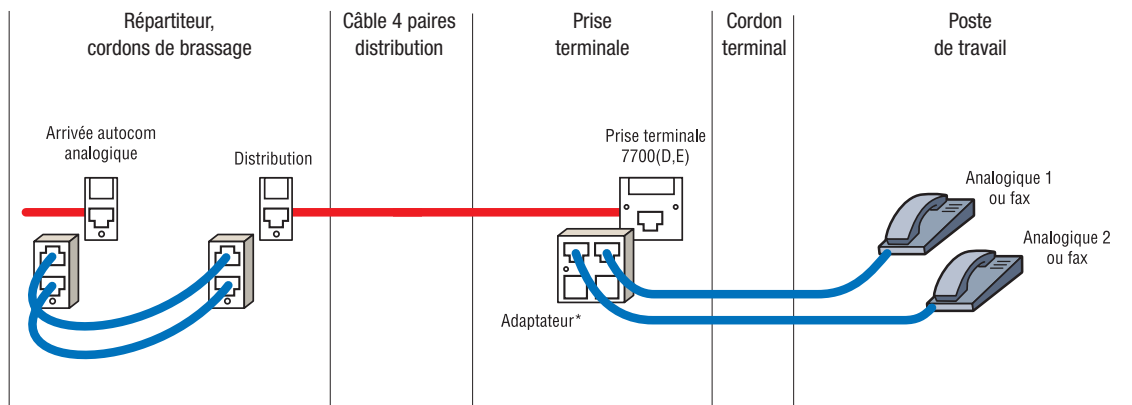 Répartiteur,
cordons de brassage
Câble 4 paires
distribution
Prise
terminale
Cordon
terminal
Poste
de travail
Arrivée autocom
analogique
Distribution
Prise terminale
7700(D,E)
Analogique 1
ou fax
Analogique 2
ou fax
Adaptateur*